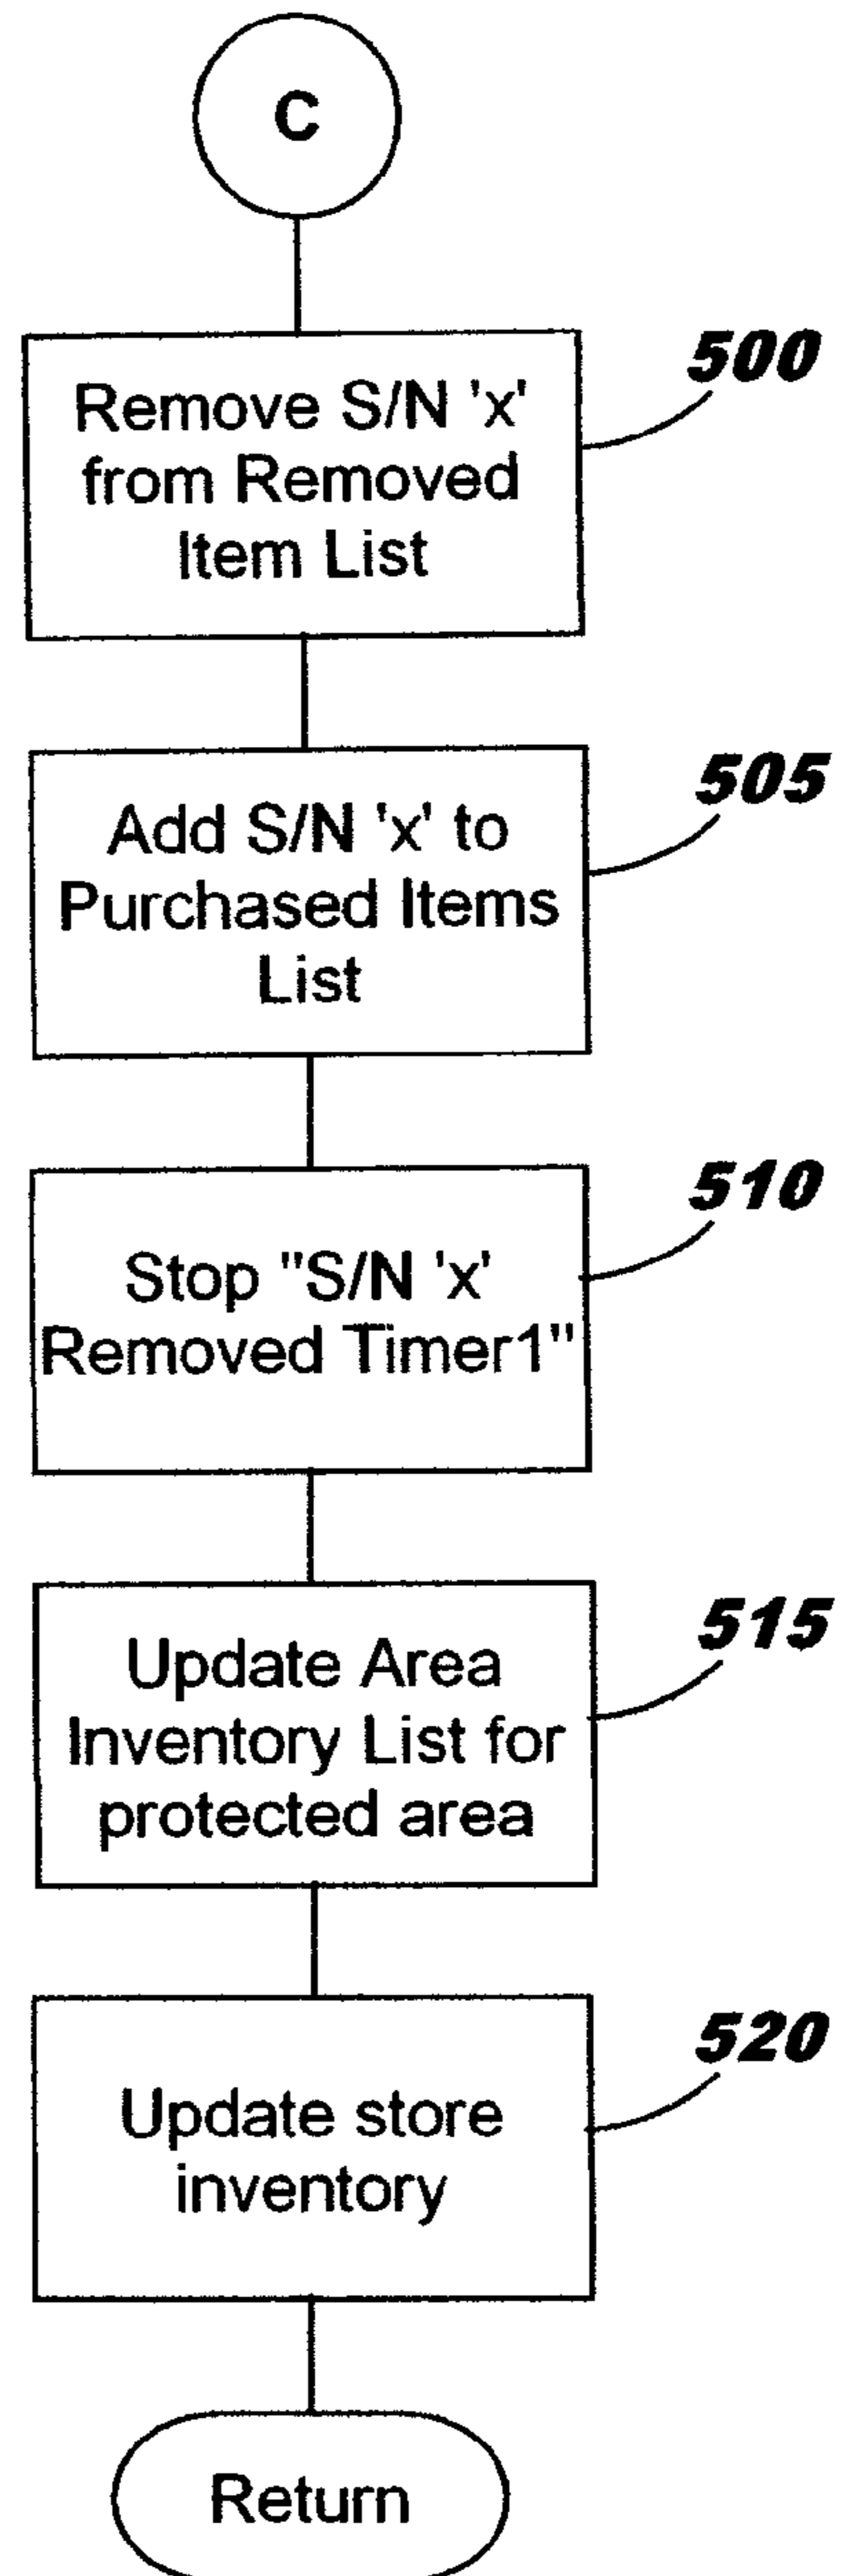 C
500
Remove S/N 'x'
from Removed
Item List
505
Add S/N 'x' to
Purchased Items
List
510
Stop "S/N 'x'
Removed Timer1"
515
Update Area
Inventory List for
protected area
520
Update store
inventory
Return